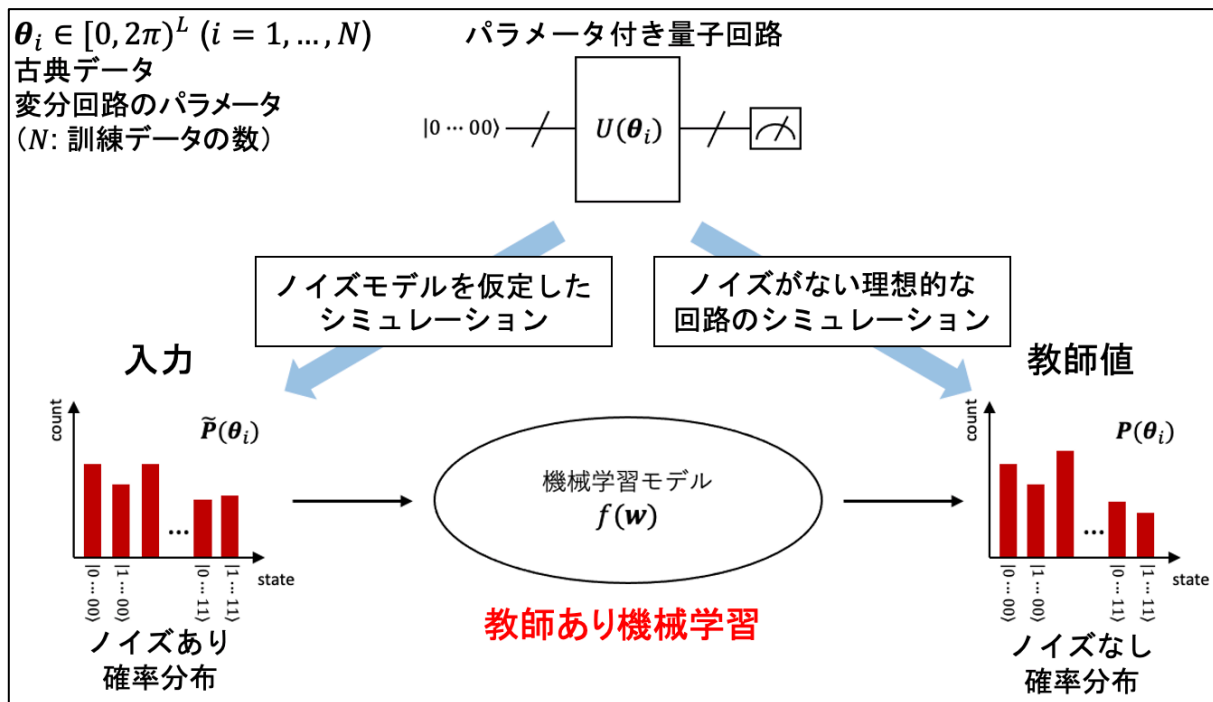 θ_i ∈ [0, 2π)^L (i = 1, …, N)
古典データ
変分回路のパラメータ
(N: 訓練データの数)
パラメータ付き量子回路
|0 ⋯ 00⟩
U(θ_i)
ノイズモデルを仮定した
シミュレーション
ノイズがない理想的な
回路のシミュレーション
入力
count
P̃(θ_i)
...
state
|0 ⋯ 00⟩
|1 ⋯ 00⟩
|0 ⋯ 11⟩
|1 ⋯ 11⟩
ノイズあり
確率分布
機械学習モデル
f(w)
教師あり機械学習
教師値
count
P(θ_i)
...
state
|0 ⋯ 00⟩
|1 ⋯ 00⟩
|0 ⋯ 11⟩
|1 ⋯ 11⟩
ノイズなし
確率分布